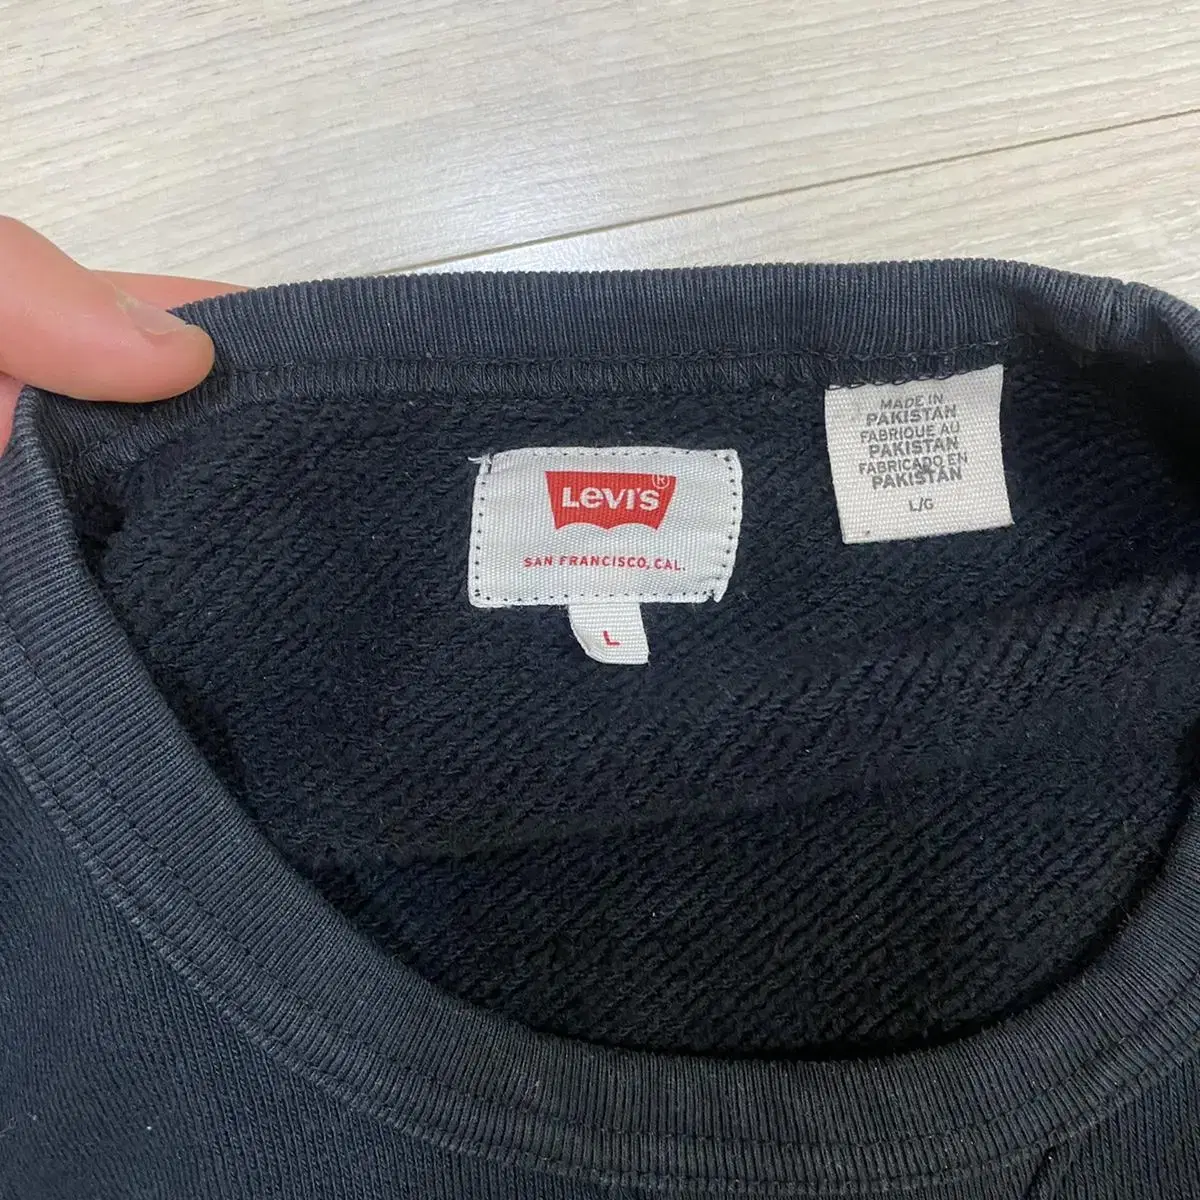 LEVI'S®
SAN FRANCISCO, CAL.
L
MADE IN
PAKISTAN
FABRIQUE AU
PAKISTAN
FABRICADO EN
PAKISTAN
L/G